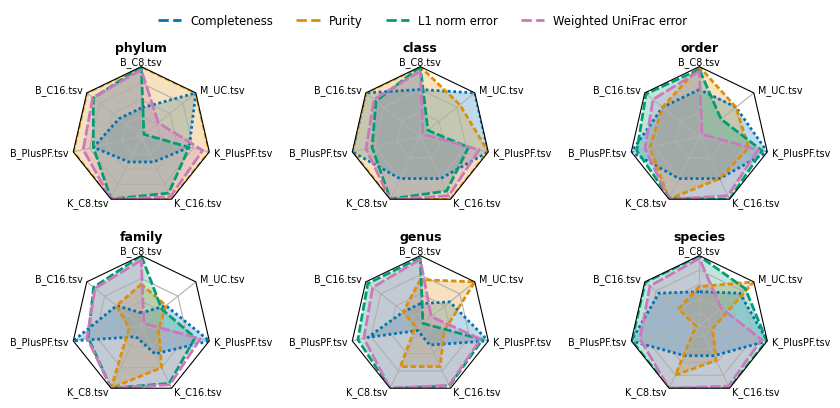 Completeness Purity L1 norm error Weighted UniFrac error
phylum
B_C8.tsv
B_C16.tsv
M_UC.tsv
B_PlusPF.tsv
K_PlusPF.tsv
K_C8.tsv
K_C16.tsv
class
B_C8.tsv
B_C16.tsv
M_UC.tsv
B_PlusPF.tsv
K_PlusPF.tsv
K_C8.tsv
K_C16.tsv
order
B_C8.tsv
B_C16.tsv
M_UC.tsv
B_PlusPF.tsv
K_PlusPF.tsv
K_C8.tsv
K_C16.tsv
family
B_C8.tsv
B_C16.tsv
M_UC.tsv
B_PlusPF.tsv
K_PlusPF.tsv
K_C8.tsv
K_C16.tsv
genus
B_C8.tsv
B_C16.tsv
M_UC.tsv
B_PlusPF.tsv
K_PlusPF.tsv
K_C8.tsv
K_C16.tsv
species
B_C8.tsv
B_C16.tsv
M_UC.tsv
B_PlusPF.tsv
K_PlusPF.tsv
K_C8.tsv
K_C16.tsv